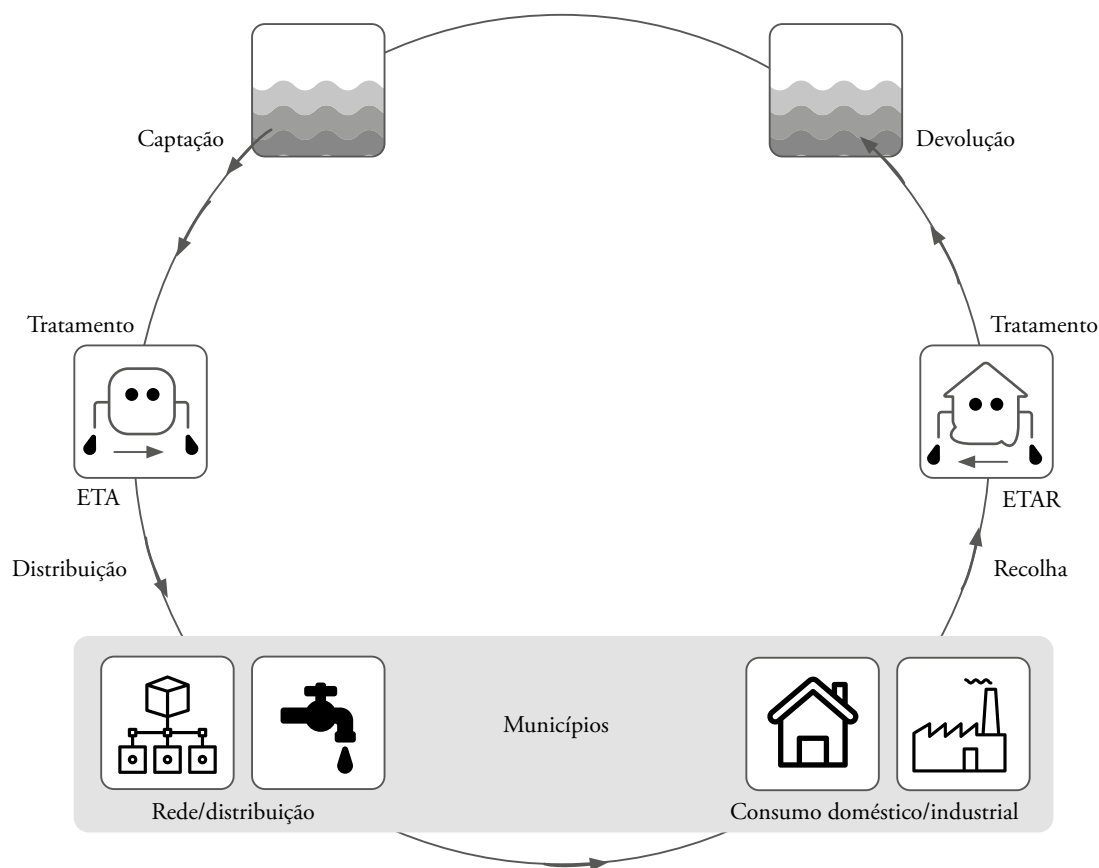 Captação
Devolução
Tratamento
Tratamento
ETA
ETAR
Distribuição
Recolha
Municípios
Rede/distribuição
Consumo doméstico/industrial